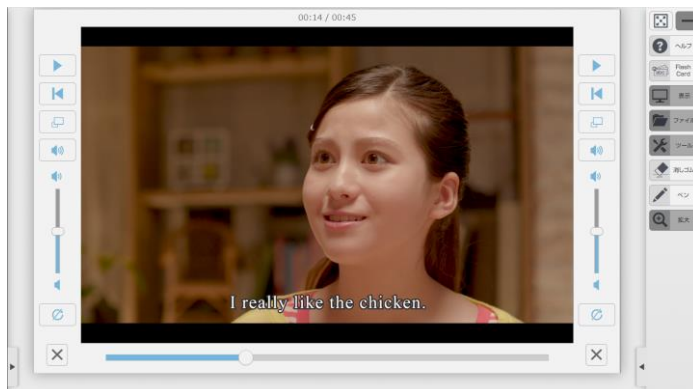 00:14 / 00:45
ヘルプ
Flash
Card
表示
ファイル
ツール
消しゴム
ペン
拡大
I really like the chicken.